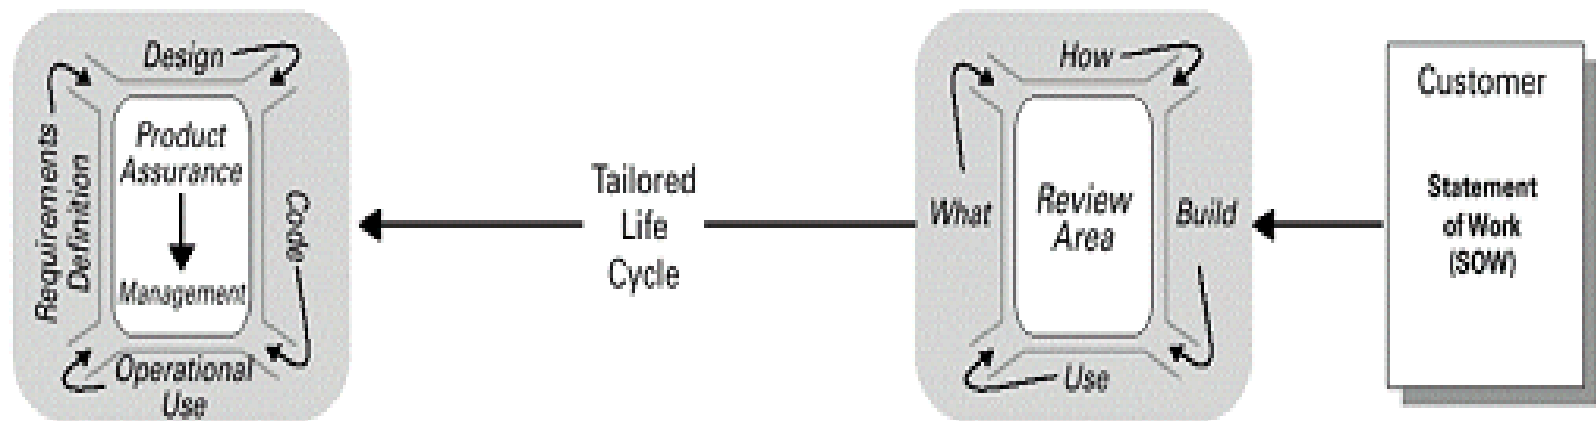 Design
Requirements
Definition
Product
Assurance
Management
Code
Operational
Use
Tailored
Life
Cycle
How
What
Review
Area
Build
Use
Customer
Statement
of Work
(SOW)